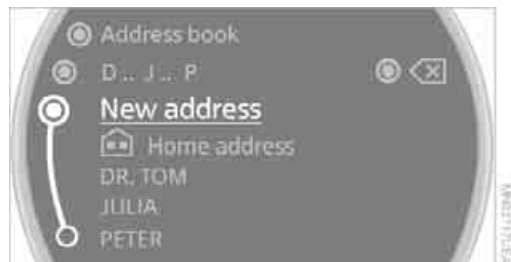 Address book
D .. J .. P
New address
Home address
DR. TOM
JULIA
PETER